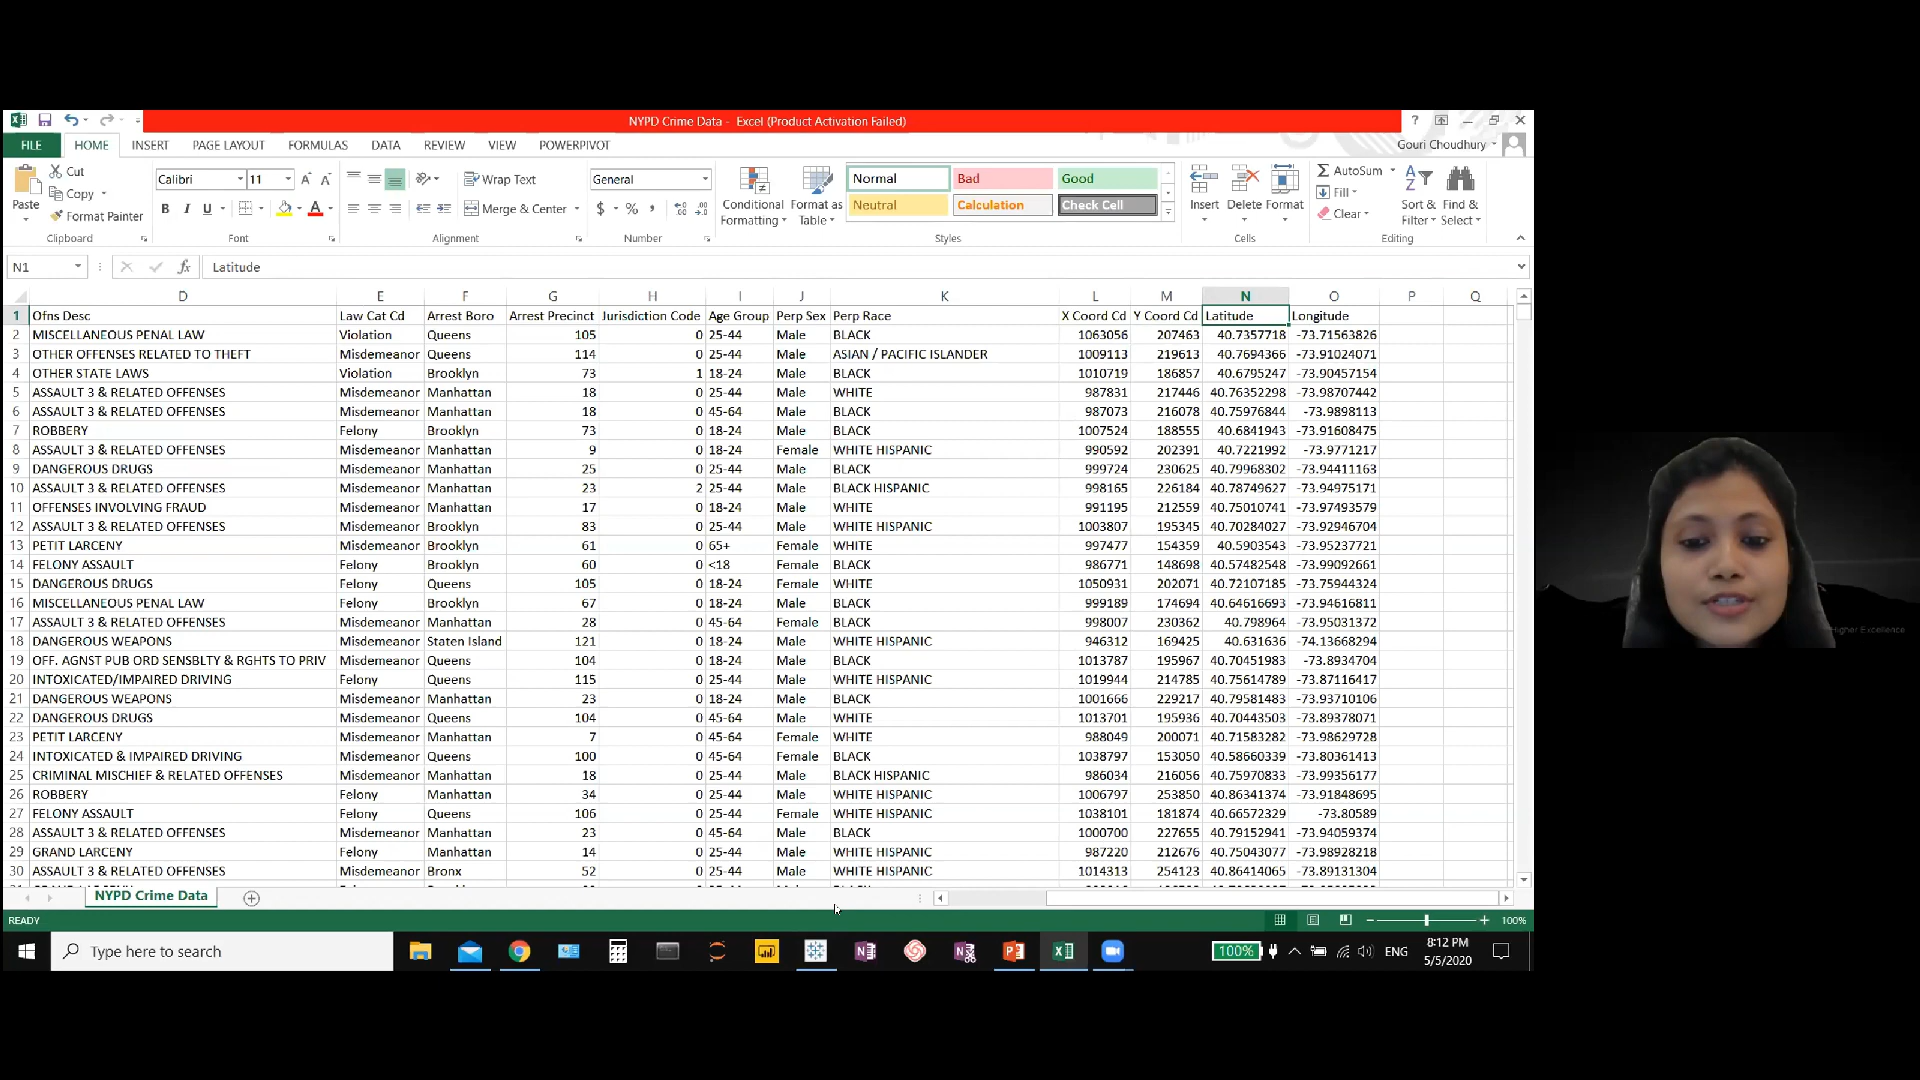 NYPD Crime Data - Excel (Product Activation Failed)
FILE HOME INSERT PAGE LAYOUT FORMULAS DATA REVIEW VIEW POWERPIVOT Gouri Choudhury
Cut
Copy
Format Painter
Paste
Clipboard
Calibri 11
B I U
Font
Wrap Text
Merge & Center
Alignment
General
$ % ,
Number
Conditional Formatting
Format as Table
Normal Bad Good
Neutral Calculation Check Cell
Styles
Insert Delete Format
Cells
AutoSum
Fill
Clear
Sort & Filter
Find & Select
Editing
N1 fx Latitude
D E F G H I J K L M N O P Q
1 Ofns Desc Law Cat Cd Arrest Boro Arrest Precinct Jurisdiction Code Age Group Perp Sex Perp Race X Coord Cd Y Coord Cd Latitude Longitude
2 MISCELLANEOUS PENAL LAW Violation Queens 105 0 25-44 Male BLACK 1063056 207463 40.7357718 -73.71563826
3 OTHER OFFENSES RELATED TO THEFT Misdemeanor Queens 114 0 25-44 Male ASIAN / PACIFIC ISLANDER 1009113 219613 40.7694366 -73.91024071
4 OTHER STATE LAWS Violation Brooklyn 73 1 18-24 Male BLACK 1010719 186857 40.6795247 -73.90457154
5 ASSAULT 3 & RELATED OFFENSES Misdemeanor Manhattan 18 0 25-44 Male WHITE 987831 217446 40.76352298 -73.98707442
6 ASSAULT 3 & RELATED OFFENSES Misdemeanor Manhattan 18 0 45-64 Male BLACK 987073 216078 40.75976844 -73.9898113
7 ROBBERY Felony Brooklyn 73 0 18-24 Male BLACK 1007524 188555 40.6841943 -73.91608475
8 ASSAULT 3 & RELATED OFFENSES Misdemeanor Manhattan 9 0 18-24 Female WHITE HISPANIC 990592 202391 40.7221992 -73.9771217
9 DANGEROUS DRUGS Misdemeanor Manhattan 25 0 25-44 Male BLACK 999724 230625 40.79968302 -73.94411163
10 ASSAULT 3 & RELATED OFFENSES Misdemeanor Manhattan 23 2 25-44 Male BLACK HISPANIC 998165 226184 40.78749627 -73.94975171
11 OFFENSES INVOLVING FRAUD Misdemeanor Manhattan 17 0 18-24 Male WHITE 991195 212559 40.75010741 -73.97493579
12 ASSAULT 3 & RELATED OFFENSES Misdemeanor Brooklyn 83 0 25-44 Male WHITE HISPANIC 1003807 195345 40.70284027 -73.92946704
13 PETIT LARCENY Misdemeanor Brooklyn 61 0 65+ Female WHITE 997477 154359 40.5903543 -73.95237721
14 FELONY ASSAULT Felony Brooklyn 60 0 <18 Female BLACK 986771 148698 40.57482548 -73.99092661
15 DANGEROUS DRUGS Felony Queens 105 0 18-24 Female WHITE 1050931 202071 40.72107185 -73.75944324
16 MISCELLANEOUS PENAL LAW Felony Brooklyn 67 0 18-24 Male BLACK 999189 174694 40.64616693 -73.94616811
17 ASSAULT 3 & RELATED OFFENSES Misdemeanor Manhattan 28 0 45-64 Female BLACK 998007 230362 40.798964 -73.95031372
18 DANGEROUS WEAPONS Misdemeanor Staten Island 121 0 18-24 Male WHITE HISPANIC 946312 169425 40.631636 -74.13668294
19 OFF. AGNST PUB ORD SENSBLTY & RGHTS TO PRIV Misdemeanor Queens 104 0 18-24 Male BLACK 1013787 195967 40.70451983 -73.8934704
20 INTOXICATED/IMPAIRED DRIVING Felony Queens 115 0 25-44 Male WHITE HISPANIC 1019944 214785 40.75614789 -73.87116417
21 DANGEROUS WEAPONS Misdemeanor Manhattan 23 0 18-24 Male BLACK 1001666 229217 40.79581483 -73.93710106
22 DANGEROUS DRUGS Misdemeanor Queens 104 0 45-64 Male WHITE 1013701 195936 40.70443503 -73.89378071
23 PETIT LARCENY Misdemeanor Manhattan 7 0 45-64 Female WHITE 988049 200071 40.71583282 -73.98629728
24 INTOXICATED & IMPAIRED DRIVING Misdemeanor Queens 100 0 45-64 Female BLACK 1038797 153050 40.58660339 -73.80361413
25 CRIMINAL MISCHIEF & RELATED OFFENSES Misdemeanor Manhattan 18 0 25-44 Male BLACK HISPANIC 986034 216056 40.75970833 -73.99356177
26 ROBBERY Felony Manhattan 34 0 25-44 Male WHITE HISPANIC 1006797 253850 40.86341374 -73.91848695
27 FELONY ASSAULT Felony Queens 106 0 25-44 Female WHITE HISPANIC 1038101 181874 40.66572329 -73.80589
28 ASSAULT 3 & RELATED OFFENSES Misdemeanor Manhattan 23 0 45-64 Male BLACK 1000700 227655 40.79152941 -73.94059374
29 GRAND LARCENY Felony Manhattan 14 0 25-44 Male WHITE HISPANIC 987220 212676 40.75043077 -73.98928218
30 ASSAULT 3 & RELATED OFFENSES Misdemeanor Bronx 52 0 25-44 Male WHITE HISPANIC 1014313 254123 40.86414065 -73.89131304
NYPD Crime Data
READY 100%
Type here to search 100% ENG 8:12 PM
5/5/2020
Higher Excellence